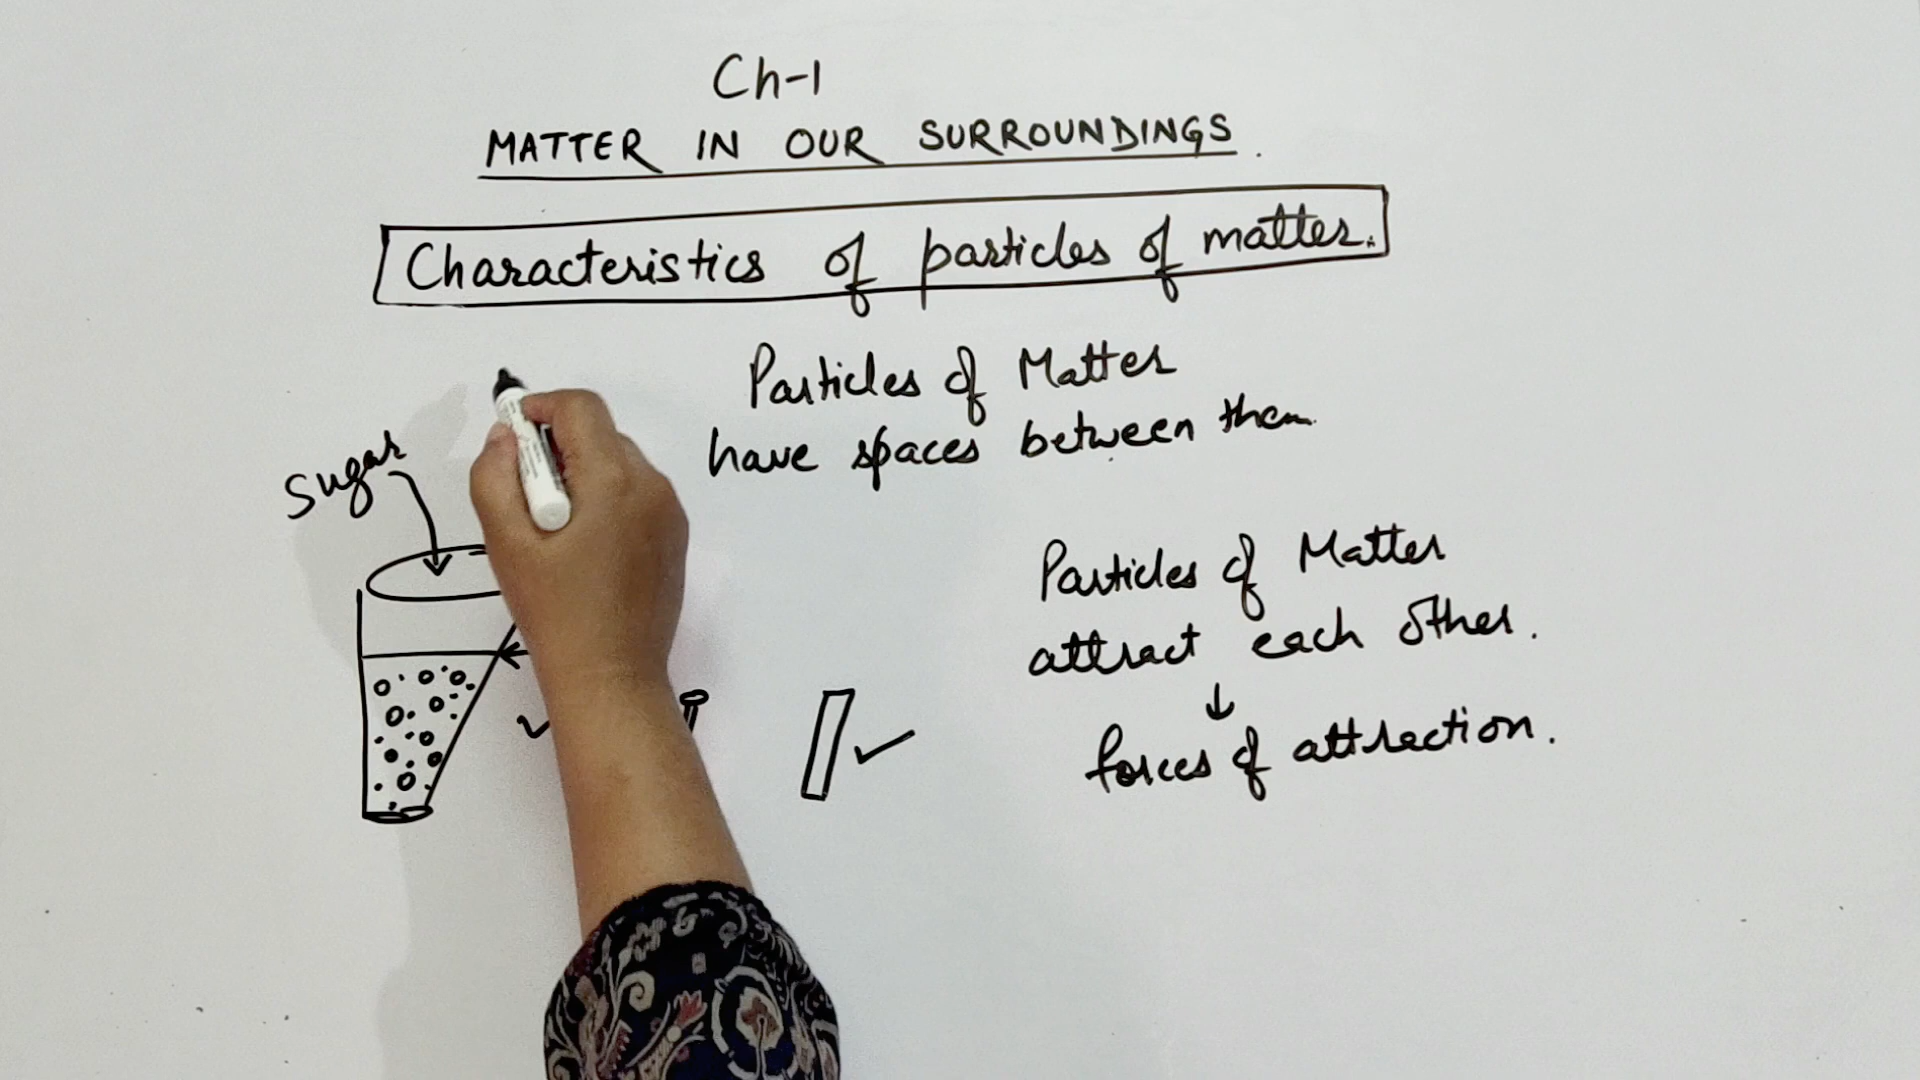 Ch-1
MATTER IN OUR SURROUNDINGS.
Characteristics of particles of matter.
Particles of Matter
have spaces between them
Sugar
Particles of Matter
attract each other.
↓
forces of attraction.